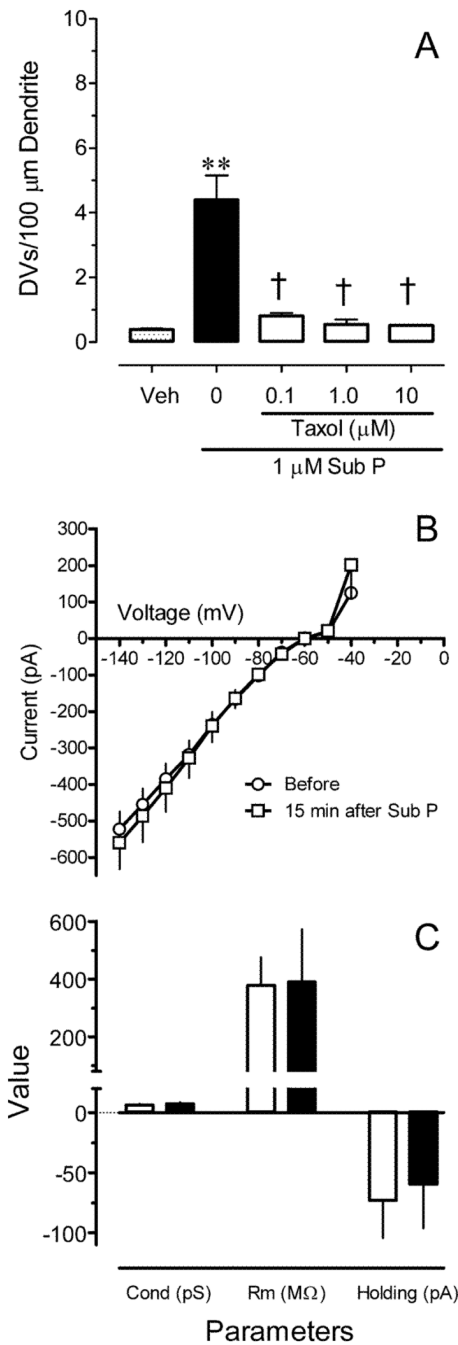 A
DVs/100 μm Dendrite
10
8
6
4
2
0
**
†
†
†
Veh
0
0.1
1.0
10
Taxol (μM)
1 μM Sub P
B
Current (pA)
300
200
100
0
-100
-200
-300
-400
-500
-600
Voltage (mV)
-140
-120
-100
-80
-60
-40
-20
0
Before
15 min after Sub P
C
Value
600
400
200
0
-50
-100
Cond (pS)
Rm (MΩ)
Holding (pA)
Parameters